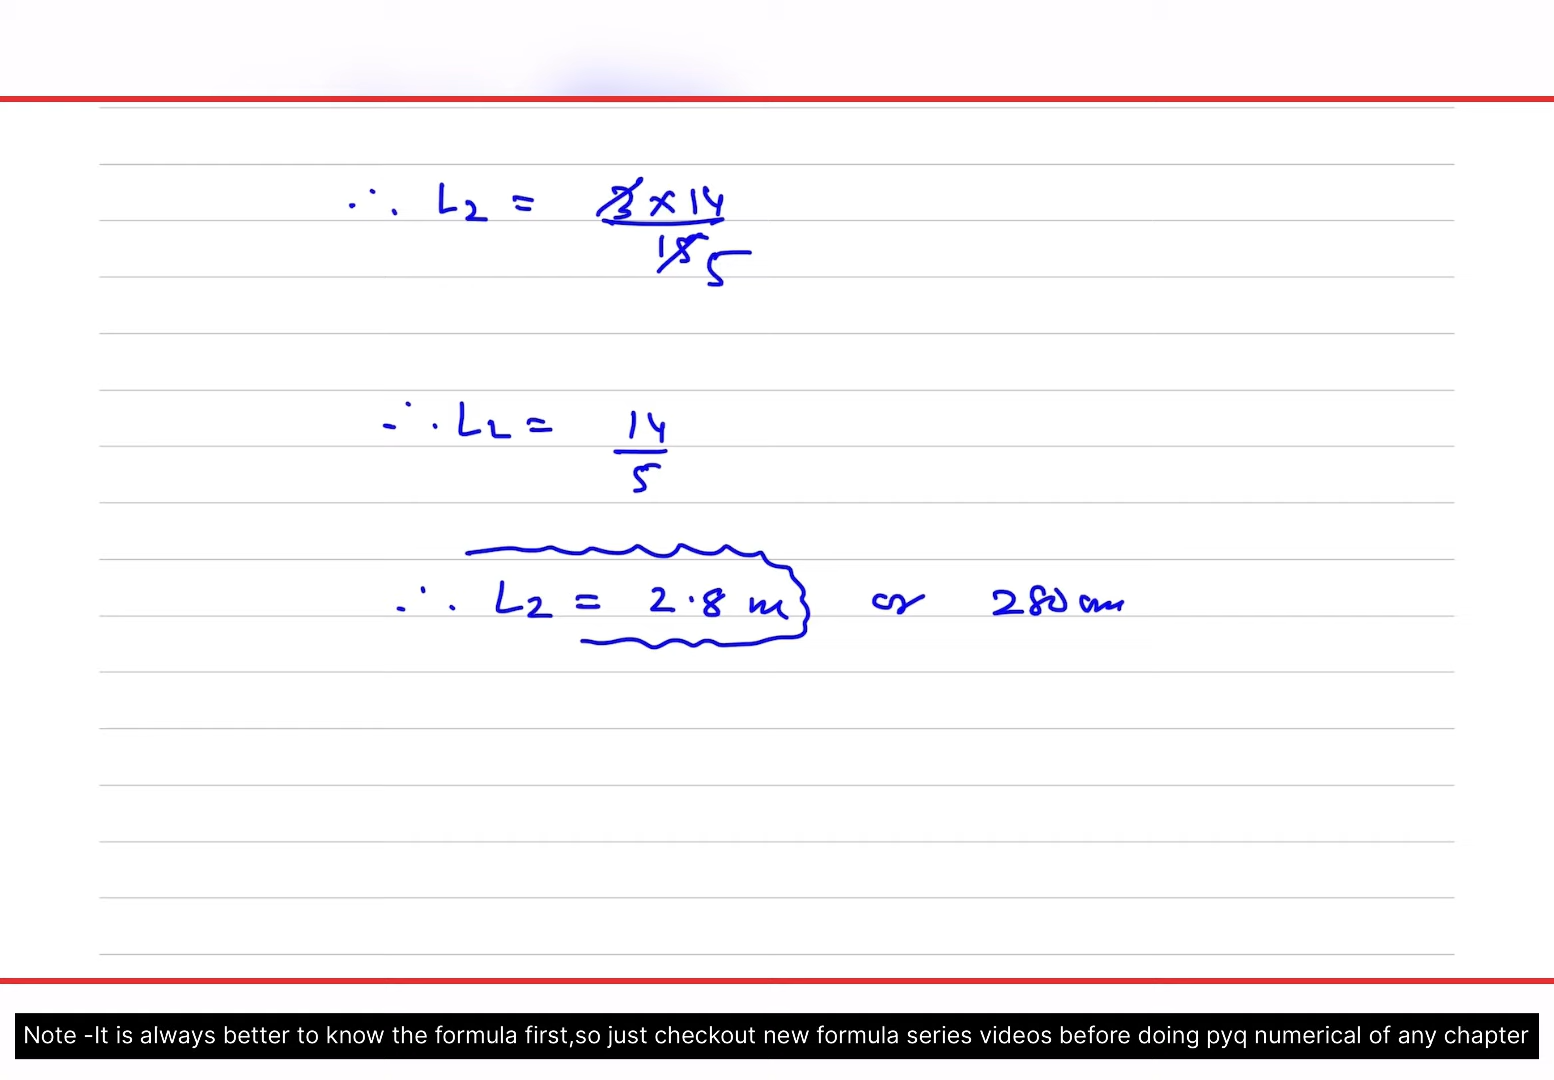 ∴ L₂ = 3 × 14
15 5
∴ L₂ = 14
5
∴ L₂ = 2.8 m or 280 cm
Note -It is always better to know the formula first,so just checkout new formula series videos before doing pyq numerical of any chapter